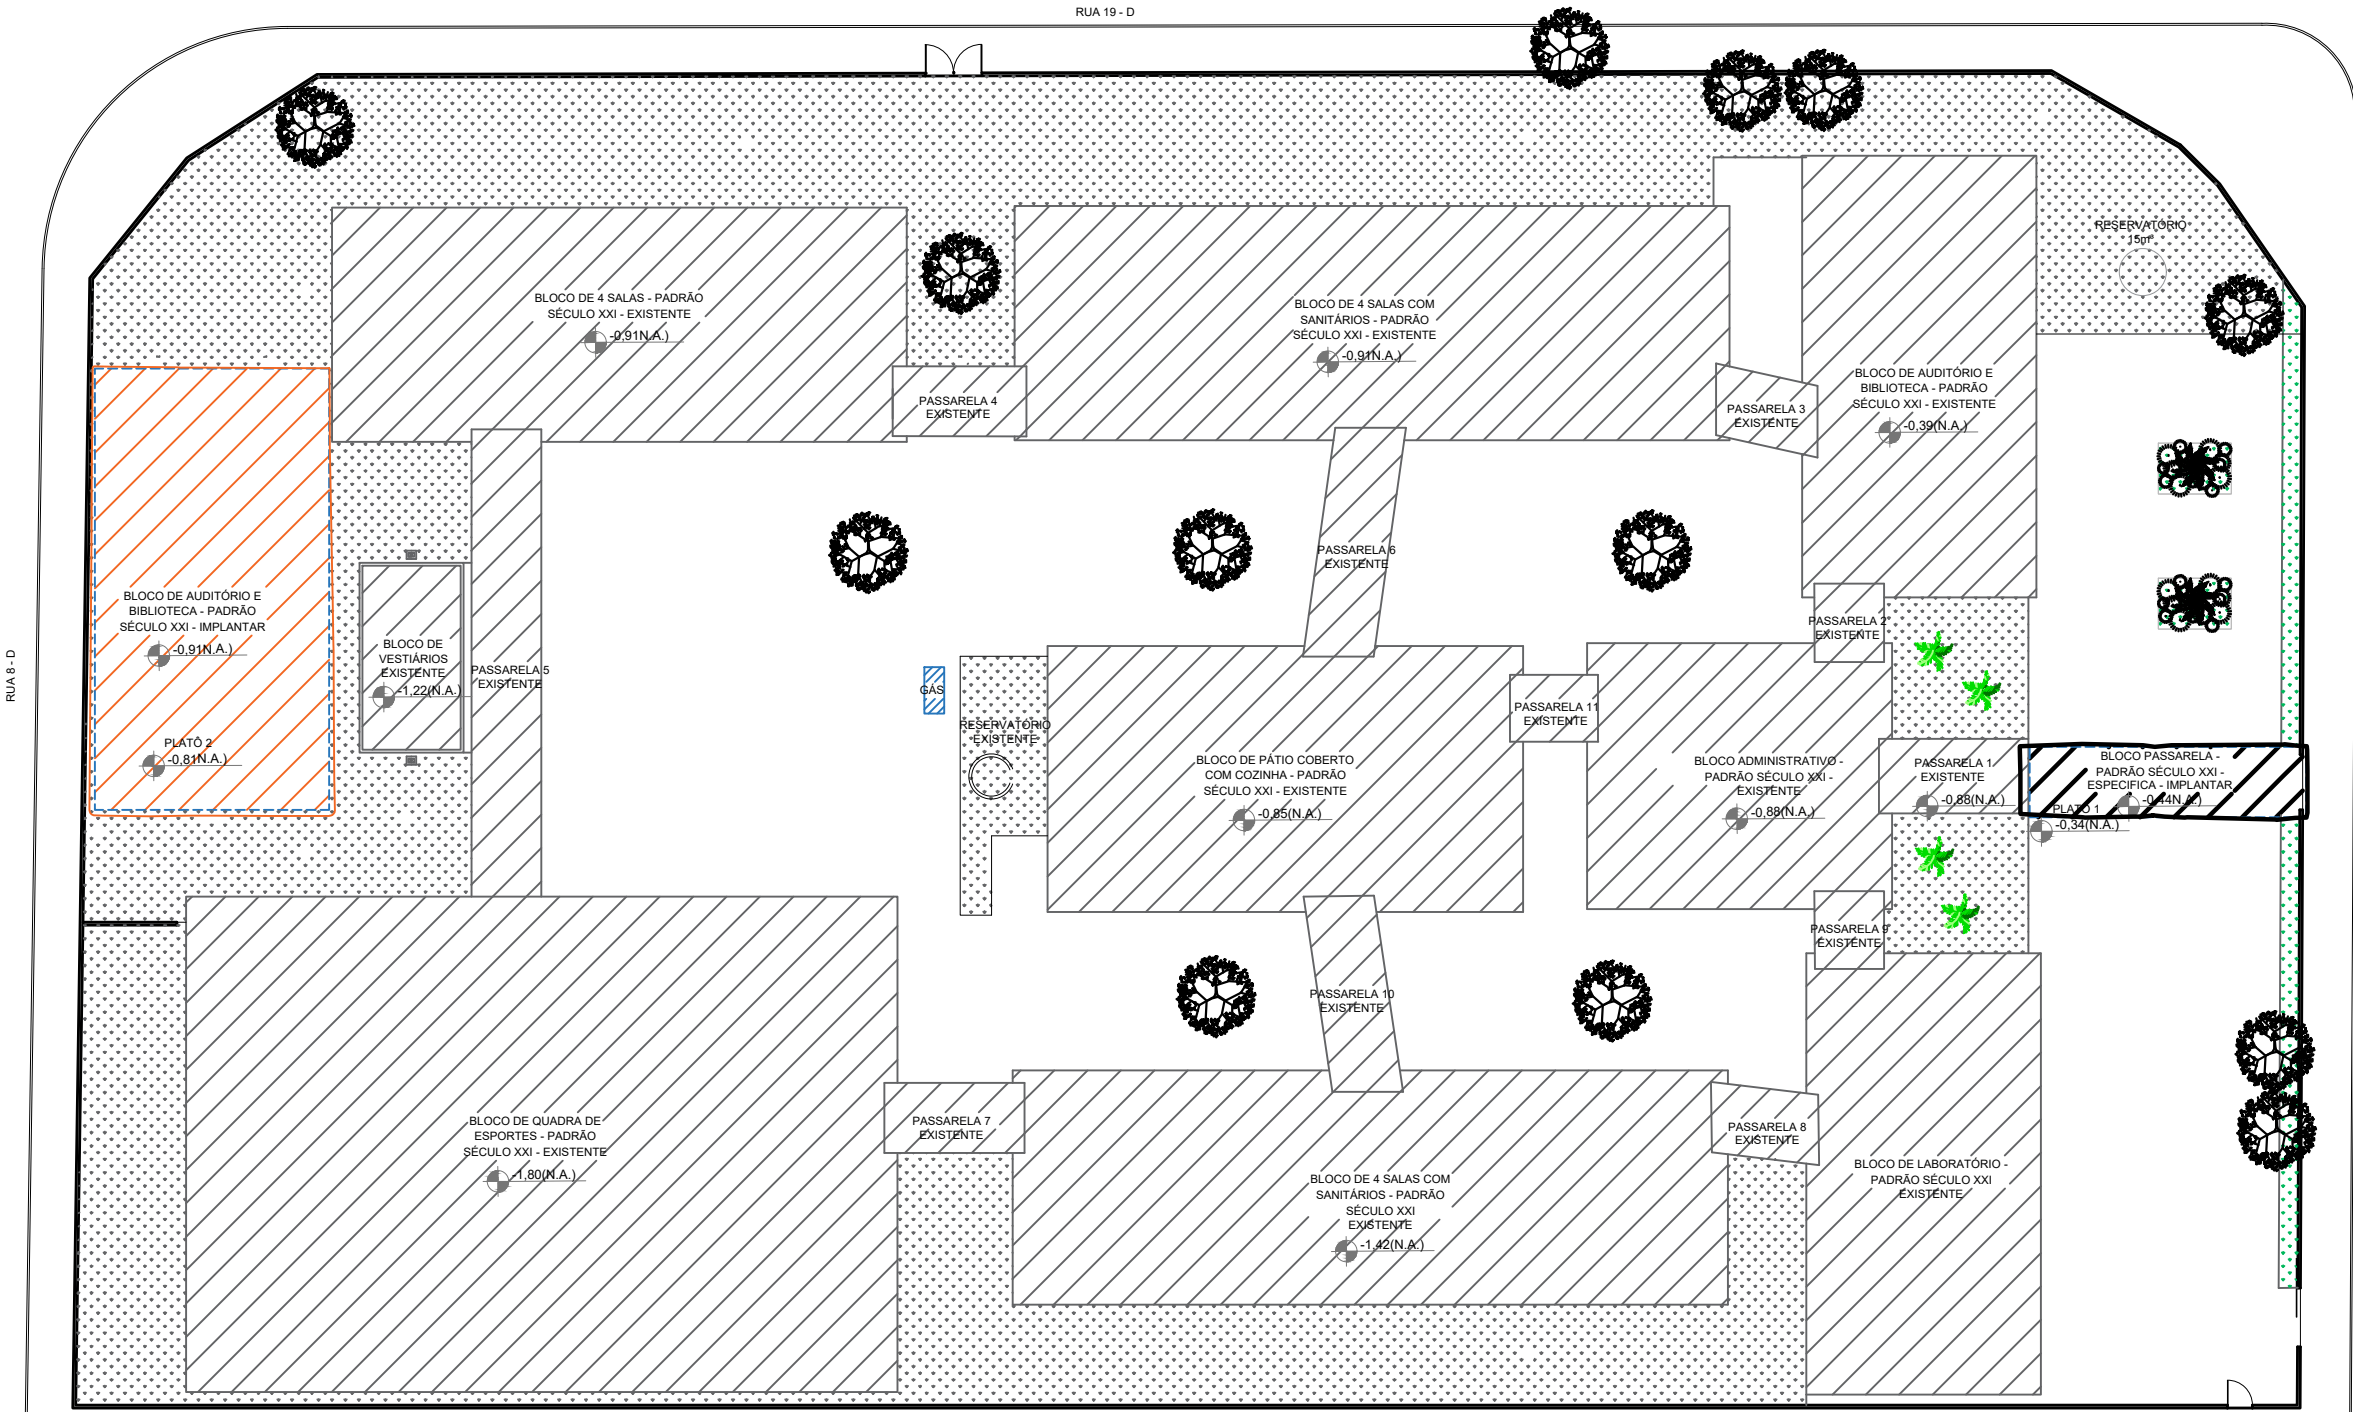 RUA 19 - D
RESERVATÓRIO
15m³
BLOCO DE 4 SALAS - PADRÃO
SÉCULO XXI - EXISTENTE
-0,91N.A.)
BLOCO DE 4 SALAS COM
SANITÁRIOS - PADRÃO
SÉCULO XXI - EXISTENTE
-0,91N.A.)
PASSARELA 4
EXISTENTE
PASSARELA 3
EXISTENTE
BLOCO DE AUDITÓRIO E
BIBLIOTECA - PADRÃO
SÉCULO XXI - EXISTENTE
-0,39(N.A.)
PASSARELA 6
EXISTENTE
BLOCO DE AUDITÓRIO E
BIBLIOTECA - PADRÃO
SÉCULO XXI - IMPLANTAR
-0,91N.A.)
PLATÔ 2
-0,81N.A.)
RUA 8 - D
BLOCO DE
VESTIÁRIOS
EXISTENTE
-1,22(N.A.)
PASSARELA 5
EXISTENTE
GÁS
RESERVATÓRIO
EXISTENTE
BLOCO DE PÁTIO COBERTO
COM COZINHA - PADRÃO
SÉCULO XXI - EXISTENTE
-0,85(N.A.)
PASSARELA 11
EXISTENTE
PASSARELA 2
EXISTENTE
BLOCO ADMINISTRATIVO -
PADRÃO SÉCULO XXI -
EXISTENTE
-0,88(N.A.)
PASSARELA 1
EXISTENTE
-0,88(N.A.)
BLOCO PASSARELA -
PADRÃO SÉCULO XXI -
ESPECIFICA - IMPLANTAR
-0,44N.A.)
PLATÔ 1
-0,34(N.A.)
PASSARELA 9
EXISTENTE
PASSARELA 10
EXISTENTE
BLOCO DE QUADRA DE
ESPORTES - PADRÃO
SÉCULO XXI - EXISTENTE
-1,80(N.A.)
PASSARELA 7
EXISTENTE
PASSARELA 8
EXISTENTE
BLOCO DE 4 SALAS COM
SANITÁRIOS - PADRÃO
SÉCULO XXI
EXISTENTE
-1,42(N.A.)
BLOCO DE LABORATÓRIO -
PADRÃO SÉCULO XXI
EXISTENTE